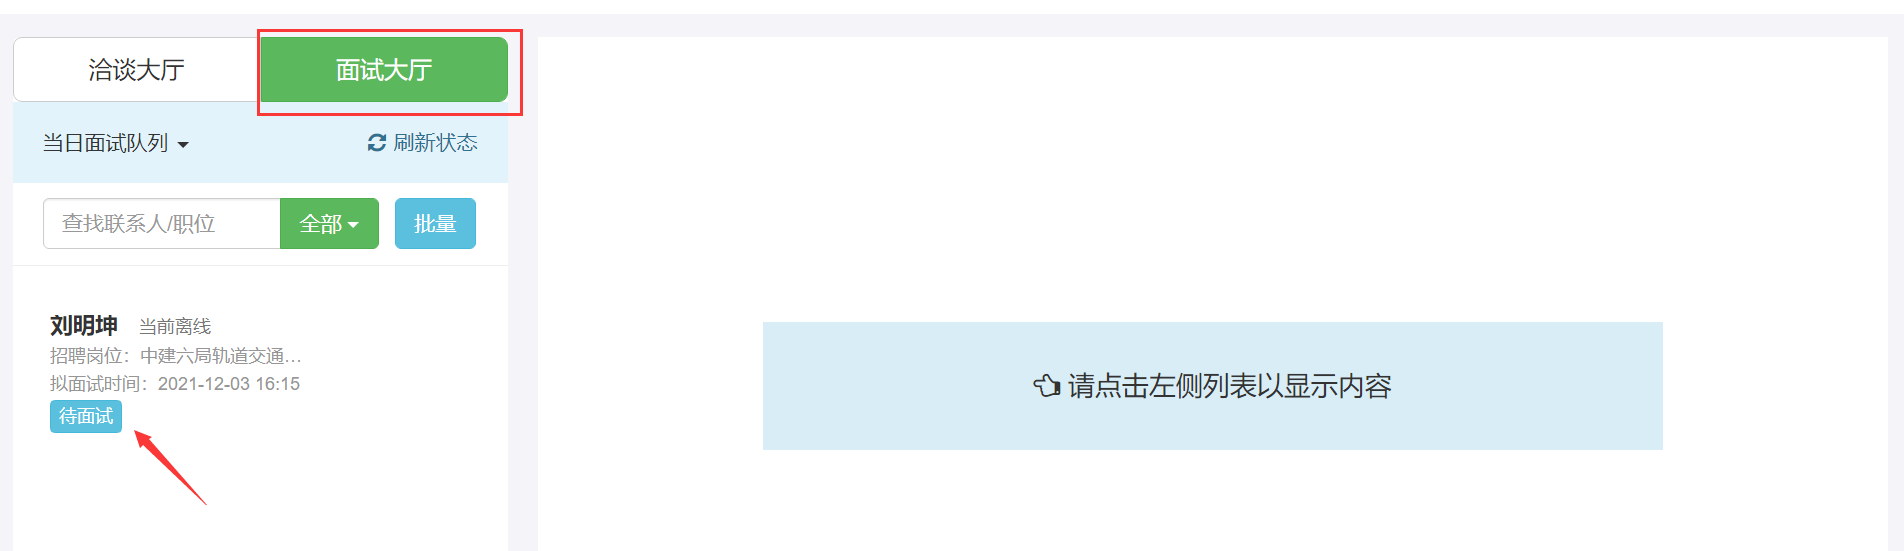 洽谈大厅 面试大厅
当日面试队列 刷新状态
查找联系人/职位 全部 批量
刘明坤 当前离线
招聘岗位：中建六局轨道交通...
拟面试时间：2021-12-03 16:15
待面试
请点击左侧列表以显示内容